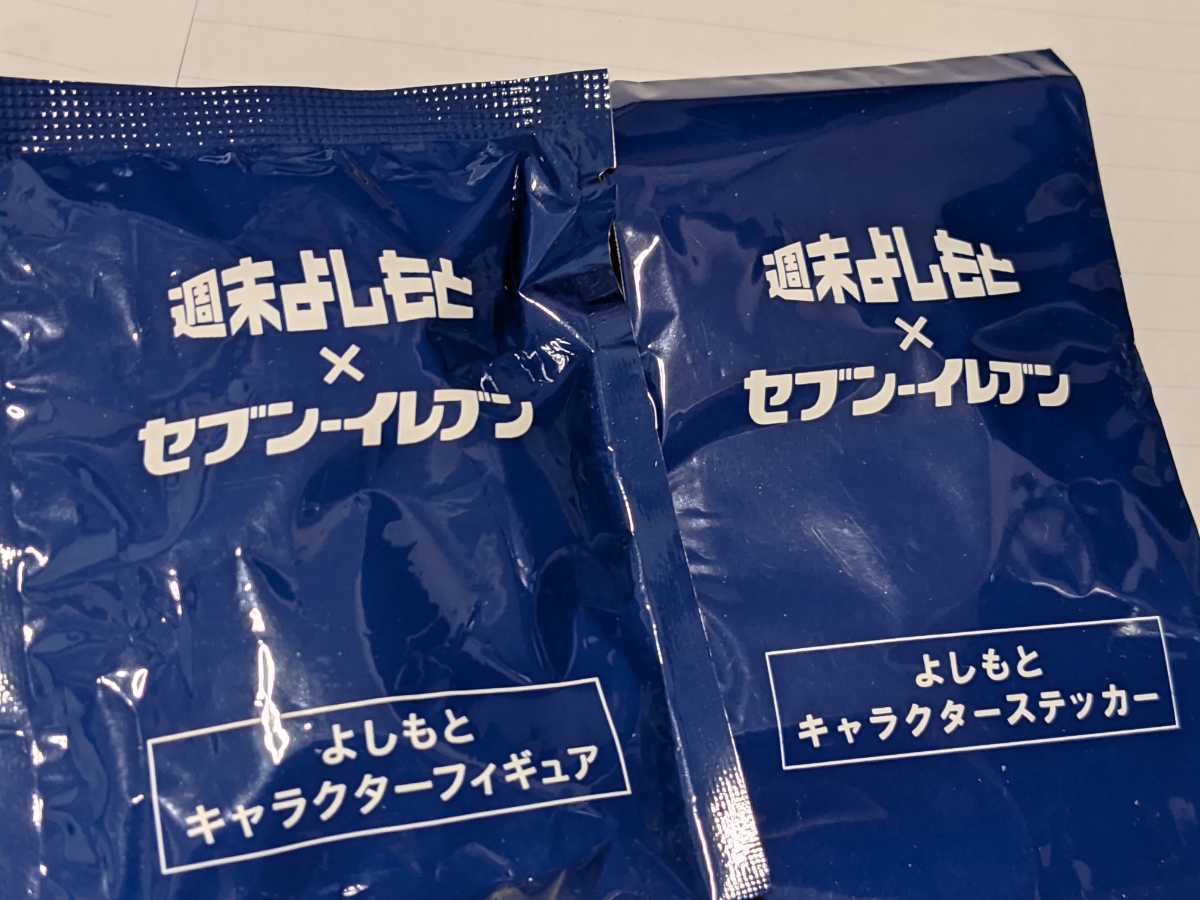 週末よしもと
×
セブン-イレブン
よしもと
キャラクターフィギュア
週末よしもと
×
セブン-イレブン
よしもと
キャラクターステッカー